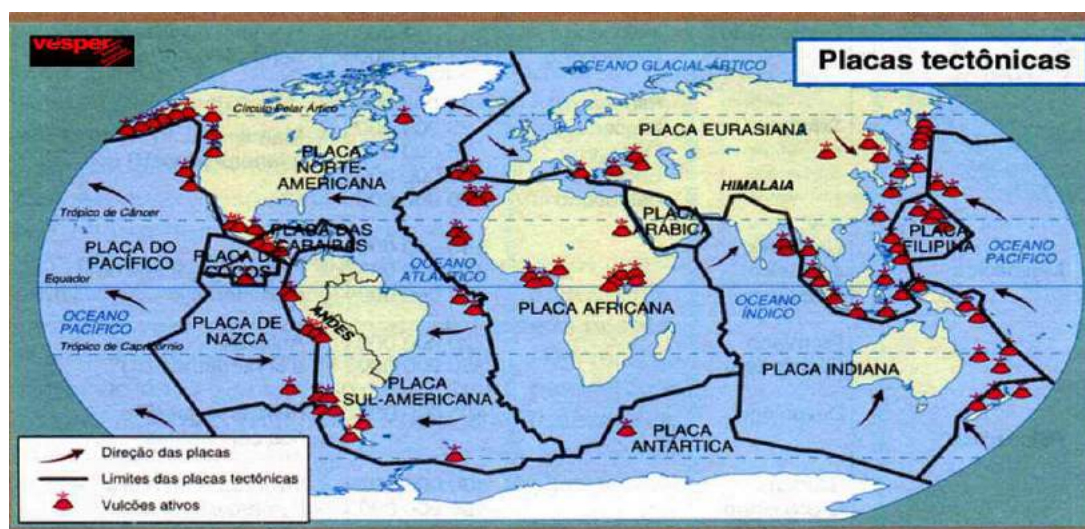 vesper
Placas tectônicas
OCEANO GLACIAL ÁRTICO
Círculo Polar Ártico
PLACA EURASIANA
PLACA
NORTE-
AMERICANA
HIMALAIA
Trópico de Câncer
PLACA
ARÁBICA
PLACA DAS
CARAÍBAS
PLACA
FILIPINA
PLACA DO
PACÍFICO
PLACA DE
COCOS
OCEANO
ATLÂNTICO
OCEANO
PACÍFICO
Equador
PLACA AFRICANA
OCEANO
ÍNDICO
OCEANO
PACÍFICO
PLACA DE
NAZCA
ANDES
Trópico de Capricórnio
PLACA
SUL-AMERICANA
PLACA INDIANA
PLACA
ANTÁRTICA
Direção das placas
Limites das placas tectônicas
Vulcões ativos